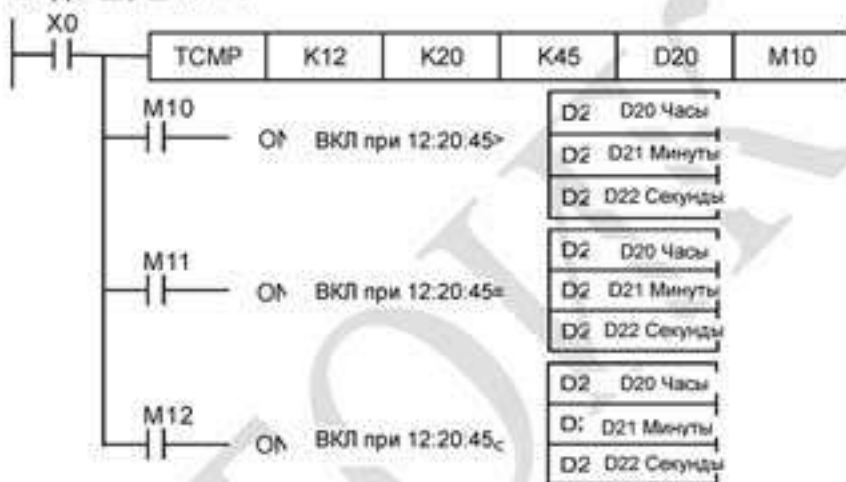 X0
TCMP K12 K20 K45 D20 M10
M10
ВКЛ при 12:20:45>
D2 D20 Часы
D2 D21 Минуты
D2 D22 Секунды
M11
ВКЛ при 12:20:45=
D2 D20 Часы
D2 D21 Минуты
D2 D22 Секунды
M12
ВКЛ при 12:20:45<
D2 D20 Часы
D: D21 Минуты
D2 D22 Секунды